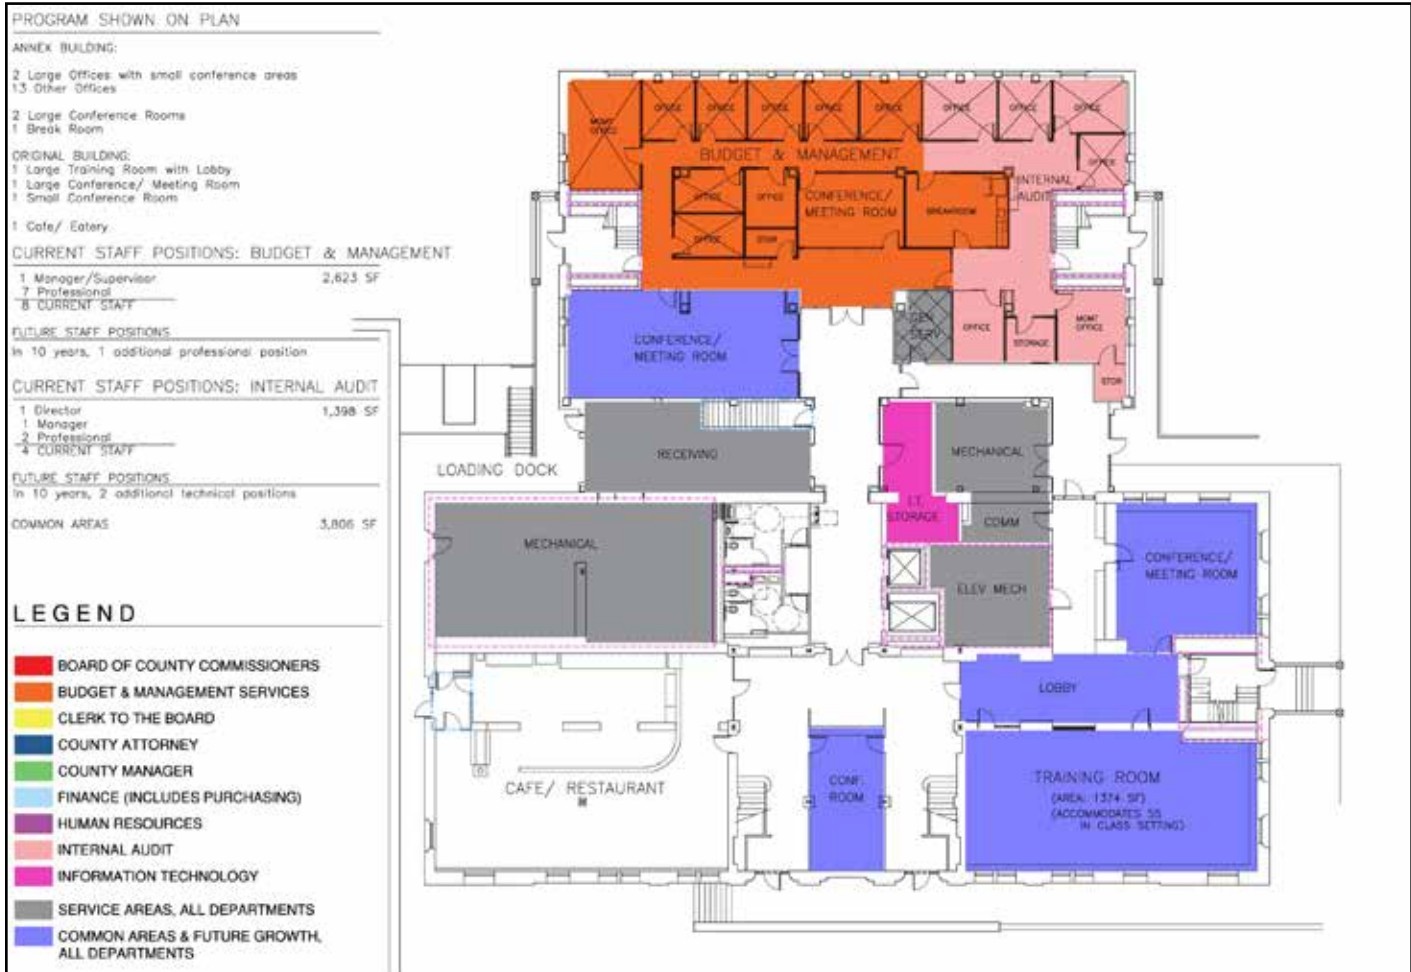 PROGRAM SHOWN ON PLAN
ANNEX BUILDING:
2 Large Offices with small conference areas
13 Other Offices
2 Large Conference Rooms
1 Break Room
ORIGINAL BUILDING:
1 Large Training Room with Lobby
1 Large Conference/ Meeting Room
1 Small Conference Room
1 Cafe/ Eatery
CURRENT STAFF POSITIONS: BUDGET & MANAGEMENT
1 Manager/Supervisor 2,623 SF
7 Professional
8 CURRENT STAFF
FUTURE STAFF POSITIONS
In 10 years, 1 additional professional position
CURRENT STAFF POSITIONS: INTERNAL AUDIT
1 Director 1,398 SF
1 Manager
2 Professional
4 CURRENT STAFF
FUTURE STAFF POSITIONS
In 10 years, 2 additional technical positions
COMMON AREAS 3,806 SF
LEGEND
BOARD OF COUNTY COMMISSIONERS
BUDGET & MANAGEMENT SERVICES
CLERK TO THE BOARD
COUNTY ATTORNEY
COUNTY MANAGER
FINANCE (INCLUDES PURCHASING)
HUMAN RESOURCES
INTERNAL AUDIT
INFORMATION TECHNOLOGY
SERVICE AREAS, ALL DEPARTMENTS
COMMON AREAS & FUTURE GROWTH,
ALL DEPARTMENTS
MGMT
OFFICE
OFFICE
OFFICE
OFFICE
OFFICE
OFFICE
OFFICE
OFFICE
OFFICE
BUDGET & MANAGEMENT
OFFICE
INTERNAL
AUDIT
OFFICE
OFFICE
CONFERENCE/
MEETING ROOM
BREAKROOM
OFFICE
STOR
CONFERENCE/
MEETING ROOM
GEN
SERV
OFFICE
STORAGE
MGMT
OFFICE
STOR
RECEIVING
LOADING DOCK
MECHANICAL
I.T.
STORAGE
COMM
MECHANICAL
ELEV MECH
CONFERENCE/
MEETING ROOM
LOBBY
CAFE/ RESTAURANT
CONF.
ROOM
TRAINING ROOM
(AREA: 1374 SF)
(ACCOMMODATES 55
IN CLASS SETTING)